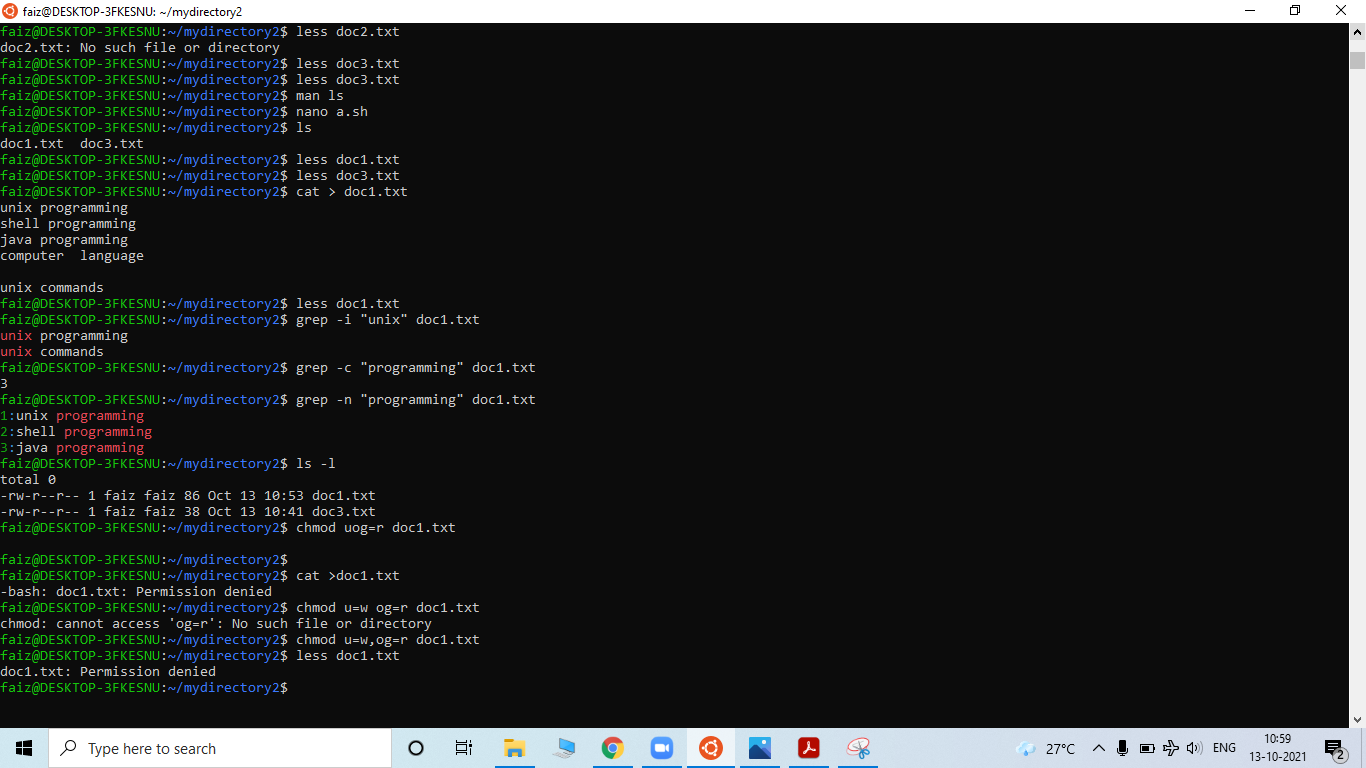 faiz@DESKTOP-3FKESNU: ~/mydirectory2
faiz@DESKTOP-3FKESNU:~/mydirectory2$ less doc2.txt
doc2.txt: No such file or directory
faiz@DESKTOP-3FKESNU:~/mydirectory2$ less doc3.txt
faiz@DESKTOP-3FKESNU:~/mydirectory2$ less doc3.txt
faiz@DESKTOP-3FKESNU:~/mydirectory2$ man ls
faiz@DESKTOP-3FKESNU:~/mydirectory2$ nano a.sh
faiz@DESKTOP-3FKESNU:~/mydirectory2$ ls
doc1.txt  doc3.txt
faiz@DESKTOP-3FKESNU:~/mydirectory2$ less doc1.txt
faiz@DESKTOP-3FKESNU:~/mydirectory2$ less doc3.txt
faiz@DESKTOP-3FKESNU:~/mydirectory2$ cat > doc1.txt
unix programming
shell programming
java programming
computer  language

unix commands
faiz@DESKTOP-3FKESNU:~/mydirectory2$ less doc1.txt
faiz@DESKTOP-3FKESNU:~/mydirectory2$ grep -i "unix" doc1.txt
unix programming
unix commands
faiz@DESKTOP-3FKESNU:~/mydirectory2$ grep -c "programming" doc1.txt
3
faiz@DESKTOP-3FKESNU:~/mydirectory2$ grep -n "programming" doc1.txt
1:unix programming
2:shell programming
3:java programming
faiz@DESKTOP-3FKESNU:~/mydirectory2$ ls -l
total 0
-rw-r--r-- 1 faiz faiz 86 Oct 13 10:53 doc1.txt
-rw-r--r-- 1 faiz faiz 38 Oct 13 10:41 doc3.txt
faiz@DESKTOP-3FKESNU:~/mydirectory2$ chmod uog=r doc1.txt

faiz@DESKTOP-3FKESNU:~/mydirectory2$
faiz@DESKTOP-3FKESNU:~/mydirectory2$ cat >doc1.txt
-bash: doc1.txt: Permission denied
faiz@DESKTOP-3FKESNU:~/mydirectory2$ chmod u=w og=r doc1.txt
chmod: cannot access 'og=r': No such file or directory
faiz@DESKTOP-3FKESNU:~/mydirectory2$ chmod u=w,og=r doc1.txt
faiz@DESKTOP-3FKESNU:~/mydirectory2$ less doc1.txt
doc1.txt: Permission denied
faiz@DESKTOP-3FKESNU:~/mydirectory2$
Type here to search
27°C
ENG
10:59
13-10-2021
2